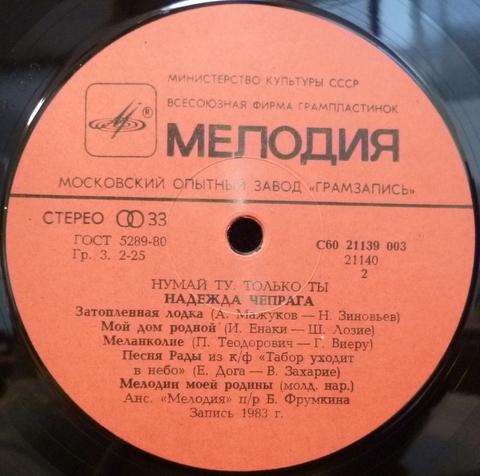 МИНИСТЕРСТВО КУЛЬТУРЫ СССР
ВСЕСОЮЗНАЯ ФИРМА ГРАМПЛАСТИНОК
®
МЕЛОДИЯ
МОСКОВСКИЙ ОПЫТНЫЙ ЗАВОД «ГРАМЗАПИСЬ»
СТЕРЕО 33
ГОСТ 5289-80
Гр. 3. 2-25
С60 21139 003
21140
2
НУМАЙ ТУ. ТОЛЬКО ТЫ
НАДЕЖДА ЧЕПРАГА
Затопленная лодка (А. Мажуков — Н. Зиновьев)
Мой дом родной (И. Енаки — Ш. Лозие)
Меланколие (П. Теодорович — Г. Виеру)
Песня Рады из к/ф «Табор уходит
в небо» (Е. Дога — В. Захарие)
Мелодии моей родины (молд. нар.)
Анс. «Мелодия» п/р Б. Фрумкина
Запись 1983 г.